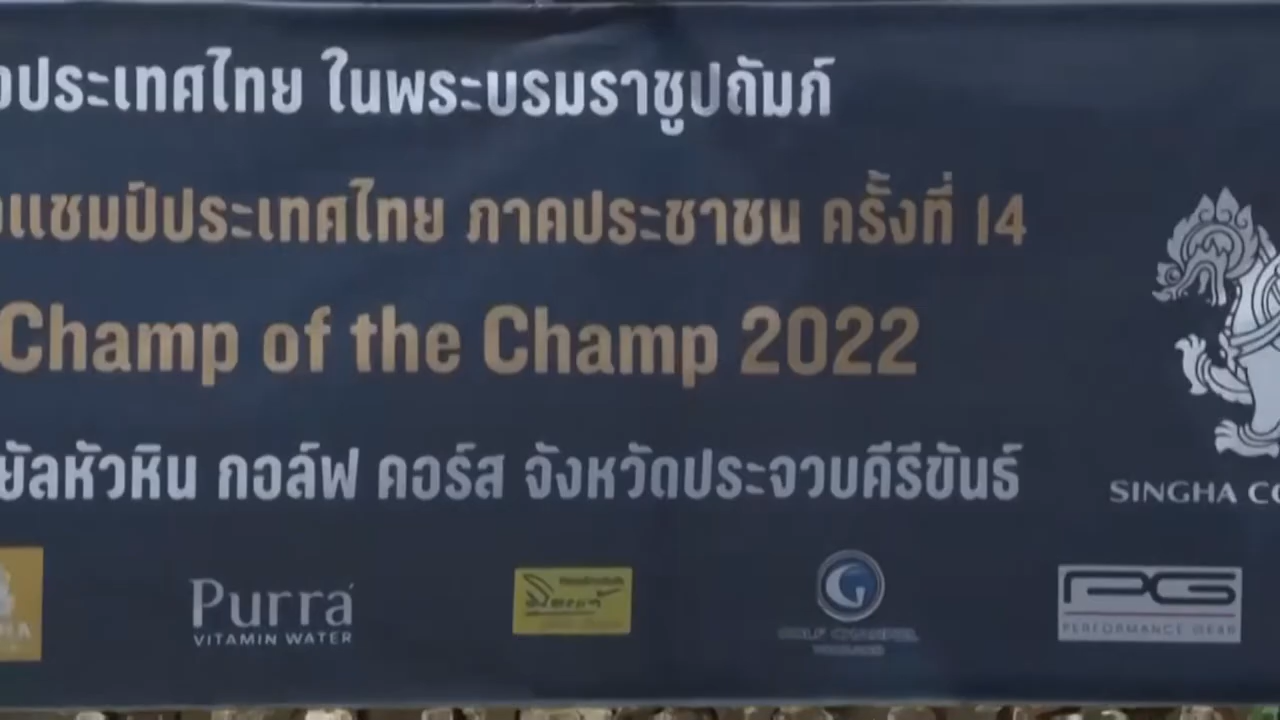 ประเทศไทย ในพระบรมราชูปถัมภ์
แชมป์ประเทศไทย ภาคประชาชน ครั้งที่ 14
Champ of the Champ 2022
ยัลหัวหิน กอล์ฟ คอร์ส จังหวัดประจวบคีรีขันธ์
SINGHA CO
Purra
VITAMIN WATER
GOLF CHANNEL
THAILAND
PG
PERFORMANCE GEAR